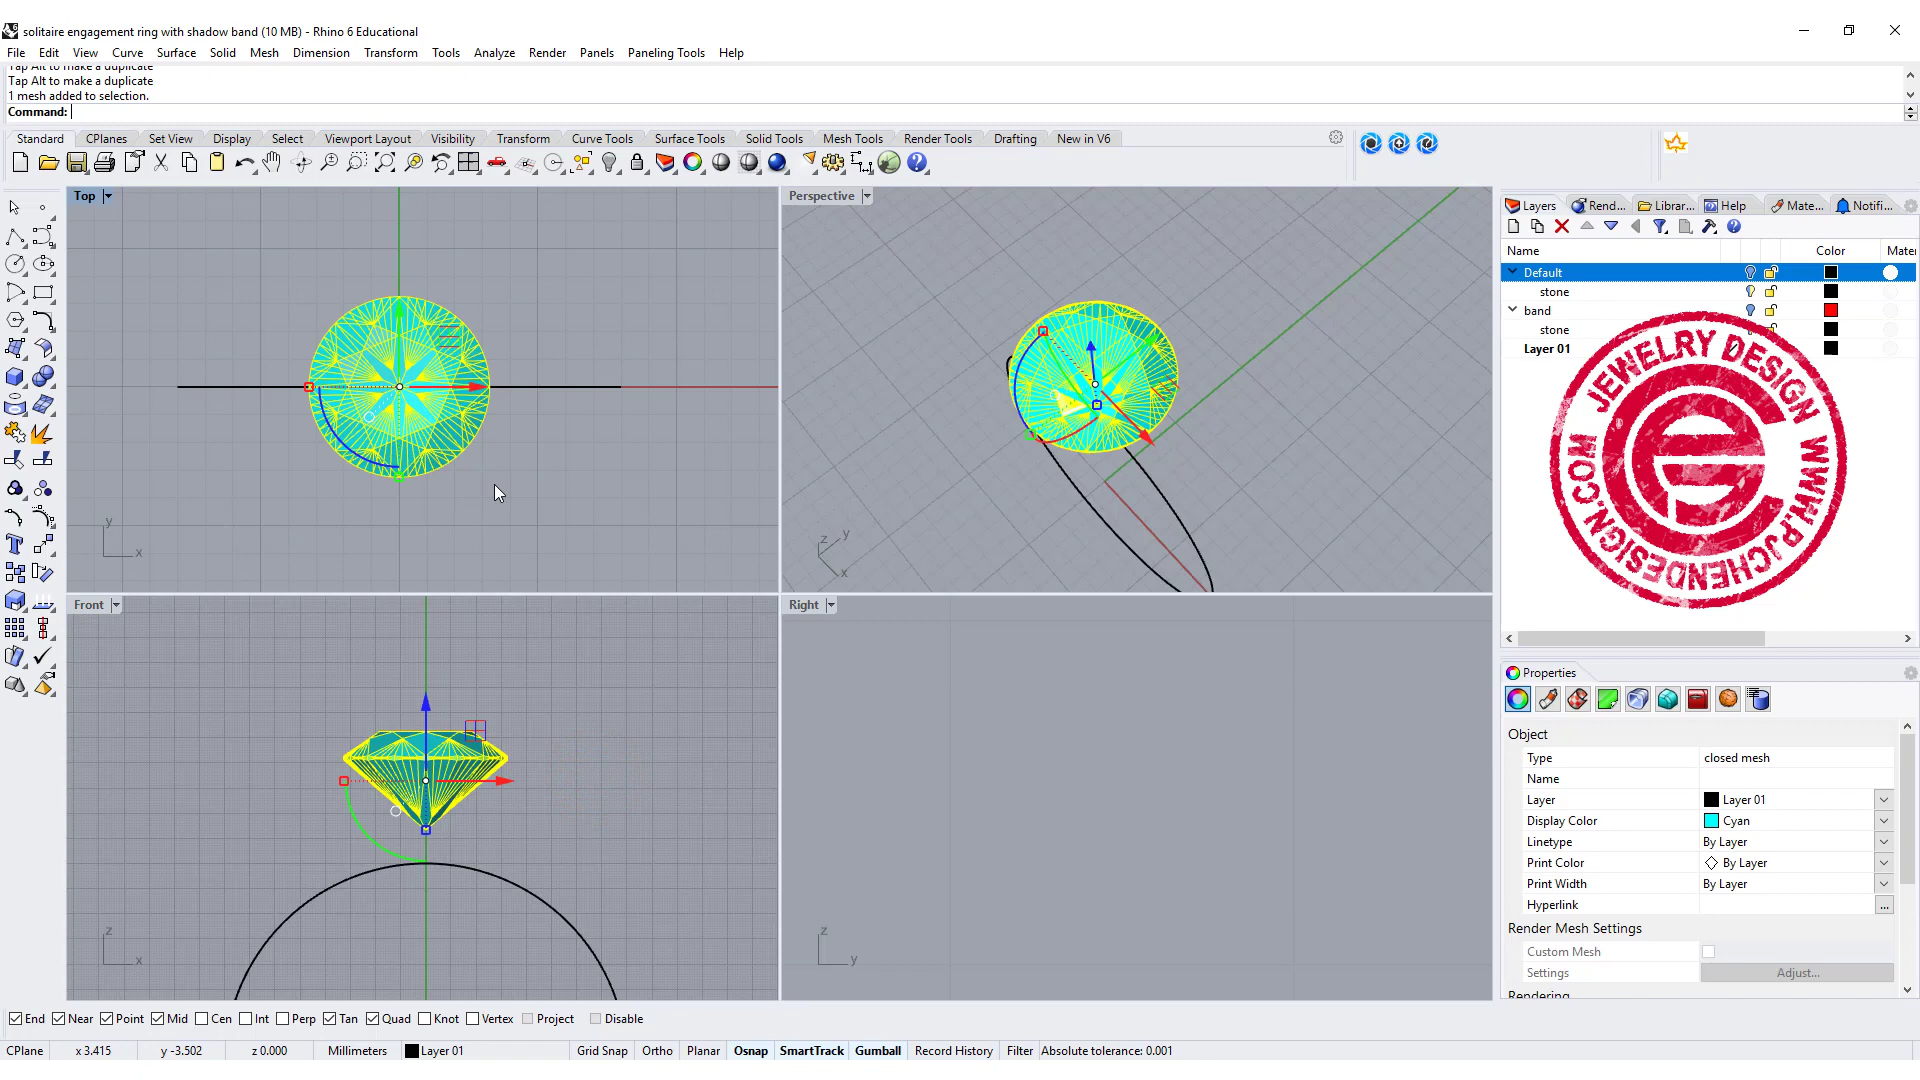 solitaire engagement ring with shadow band (10 MB) - Rhino 6 Educational
File Edit View Curve Surface Solid Mesh Dimension Transform Tools Analyze Render Panels Paneling Tools Help
Tap Alt to make a duplicate
Tap Alt to make a duplicate
1 mesh added to selection.
Command:
Standard CPlanes Set View Display Select Viewport Layout Visibility Transform Curve Tools Surface Tools Solid Tools Mesh Tools Render Tools Drafting New in V6
Top
Perspective
Layers Rend... Librar... Help Mate... Notifi...
Name Color Mater
Default
stone
band
stone
Layer 01
JEWELRY DESIGN WWW.PJCHENDESIGN.COM
y
x
z y
x
Front
Right
z
x
z
y
Properties
Object
Type closed mesh
Name
Layer Layer 01
Display Color Cyan
Linetype By Layer
Print Color By Layer
Print Width By Layer
Hyperlink ...
Render Mesh Settings
Custom Mesh
Settings Adjust...
Rendering
End Near Point Mid Cen Int Perp Tan Quad Knot Vertex Project Disable
CPlane x 3.415 y -3.502 z 0.000 Millimeters Layer 01 Grid Snap Ortho Planar Osnap SmartTrack Gumball Record History Filter Absolute tolerance: 0.001